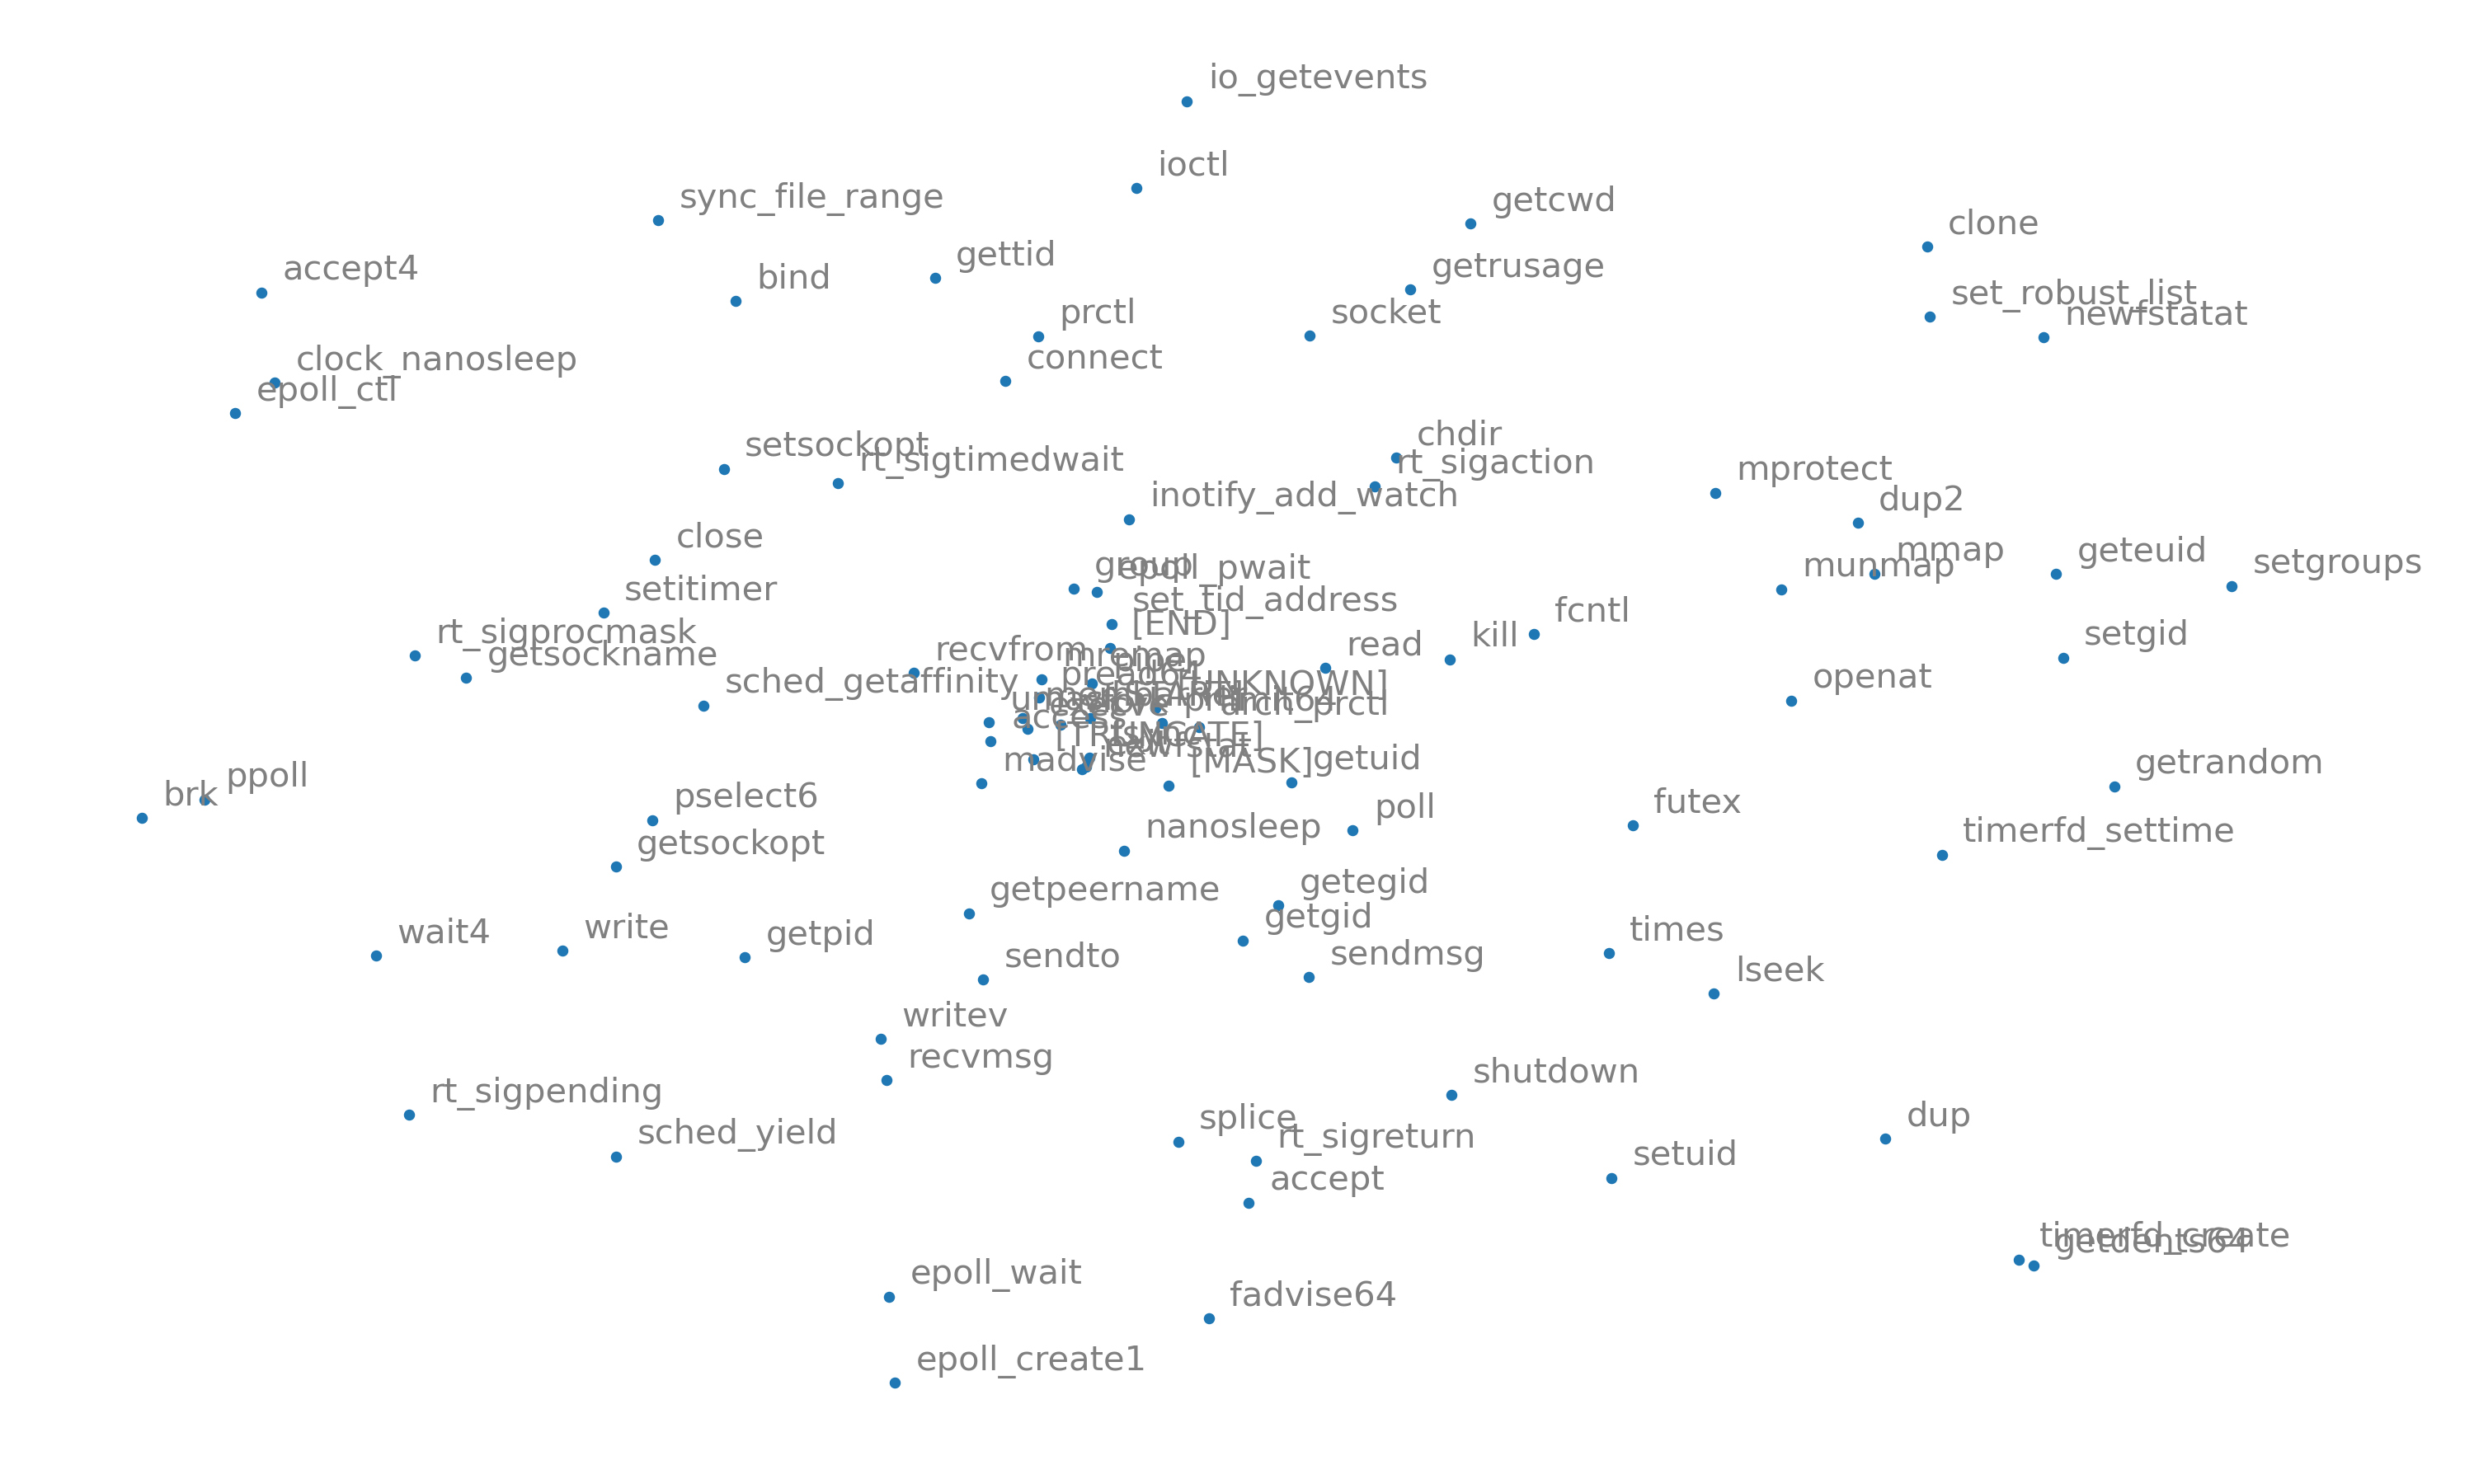 io_getevents
ioctl
sync_file_range
getcwd
clone
gettid
accept4
bind
getrusage
set_robust_list
prctl
socket
newfstatat
clock_nanosleep
connect
epoll_ctl
setsockopt
rt_sigtimedwait
chdir
rt_sigaction
mprotect
inotify_add_watch
dup2
close
mmap
geteuid
setgroups
group
epoll_pwait
munmap
setitimer
set_tid_address
fcntl
[END]
rt_sigprocmask
getsockname
recvfrom
read
kill
setgid
mremap
sched_getaffinity
pread64
[UNKNOWN]
openat
arch_prctl
access
[TRUNCATE]
madvise
[MASK]
getuid
getrandom
brk
ppoll
pselect6
poll
futex
getsockopt
nanosleep
timerfd_settime
getpeername
getegid
getgid
wait4
write
getpid
sendto
sendmsg
times
lseek
writev
recvmsg
shutdown
rt_sigpending
sched_yield
splice
rt_sigreturn
dup
accept
setuid
timerfd_create
getdents64
epoll_wait
fadvise64
epoll_create1